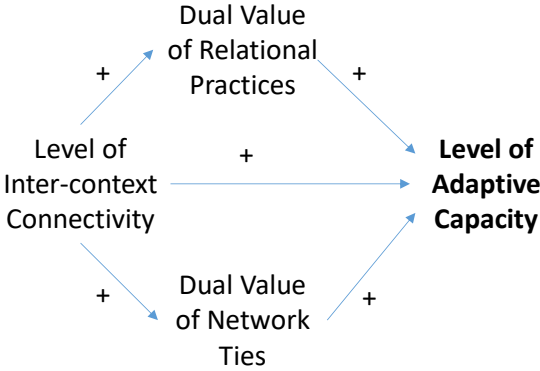 Dual Value
of Relational
Practices
+
+
Level of
Inter-context
Connectivity
+
Level of
Adaptive
Capacity
+
Dual Value
of Network
Ties
+